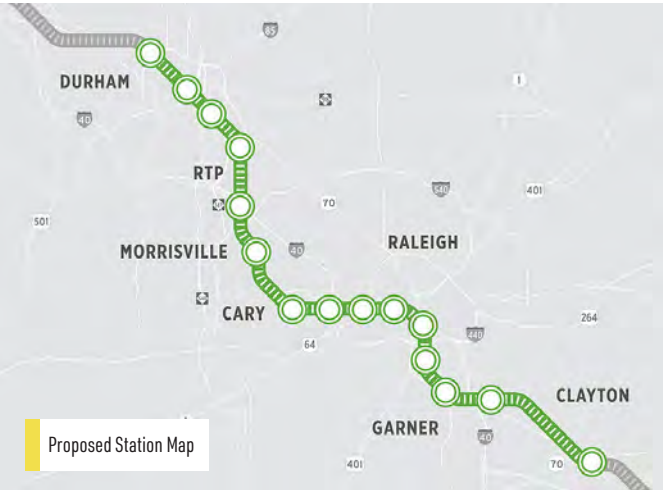 85
DURHAM
1
40
RTP
540
401
70
501
RALEIGH
MORRISVILLE
40
CARY
264
440
64
CLAYTON
GARNER
40
Proposed Station Map
401
70